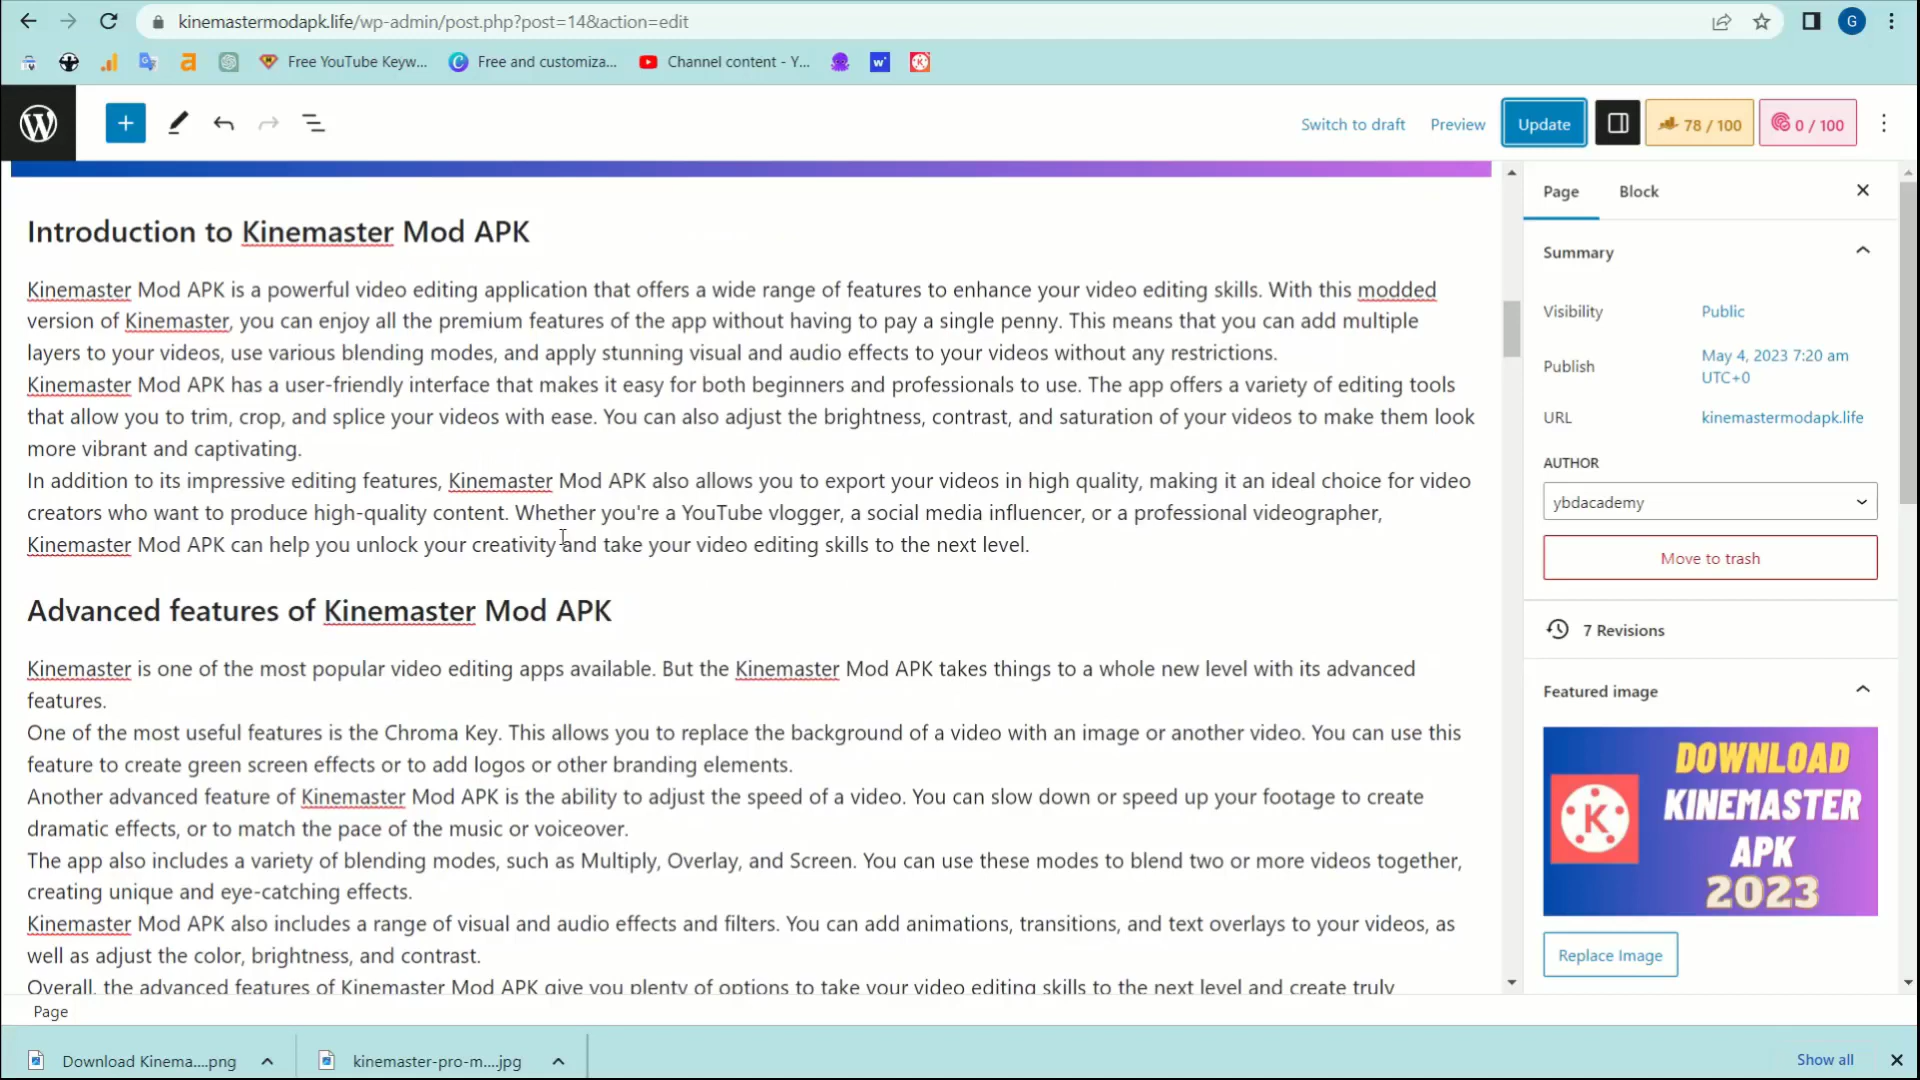 kinemastermodapk.life/wp-admin/post.php?post=14&action=edit
G
Free YouTube Keyw...
Free and customiza...
Channel content - Y...
Switch to draft
Preview
Update
78 / 100
0 / 100
Introduction to Kinemaster Mod APK
Kinemaster Mod APK is a powerful video editing application that offers a wide range of features to enhance your video editing skills. With this modded
version of Kinemaster, you can enjoy all the premium features of the app without having to pay a single penny. This means that you can add multiple
layers to your videos, use various blending modes, and apply stunning visual and audio effects to your videos without any restrictions.
Kinemaster Mod APK has a user-friendly interface that makes it easy for both beginners and professionals to use. The app offers a variety of editing tools
that allow you to trim, crop, and splice your videos with ease. You can also adjust the brightness, contrast, and saturation of your videos to make them look
more vibrant and captivating.
In addition to its impressive editing features, Kinemaster Mod APK also allows you to export your videos in high quality, making it an ideal choice for video
creators who want to produce high-quality content. Whether you're a YouTube vlogger, a social media influencer, or a professional videographer,
Kinemaster Mod APK can help you unlock your creativity and take your video editing skills to the next level.
Advanced features of Kinemaster Mod APK
Kinemaster is one of the most popular video editing apps available. But the Kinemaster Mod APK takes things to a whole new level with its advanced
features.
One of the most useful features is the Chroma Key. This allows you to replace the background of a video with an image or another video. You can use this
feature to create green screen effects or to add logos or other branding elements.
Another advanced feature of Kinemaster Mod APK is the ability to adjust the speed of a video. You can slow down or speed up your footage to create
dramatic effects, or to match the pace of the music or voiceover.
The app also includes a variety of blending modes, such as Multiply, Overlay, and Screen. You can use these modes to blend two or more videos together,
creating unique and eye-catching effects.
Kinemaster Mod APK also includes a range of visual and audio effects and filters. You can add animations, transitions, and text overlays to your videos, as
well as adjust the color, brightness, and contrast.
Overall, the advanced features of Kinemaster Mod APK give you plenty of options to take your video editing skills to the next level and create truly
Page
Block
Summary
Visibility
Public
Publish
May 4, 2023 7:20 am
UTC+0
URL
kinemastermodapk.life
AUTHOR
ybdacademy
Move to trash
7 Revisions
Featured image
K
DOWNLOAD
KINEMASTER
APK
2023
Replace Image
Page
Download Kinema....png
kinemaster-pro-m....jpg
Show all